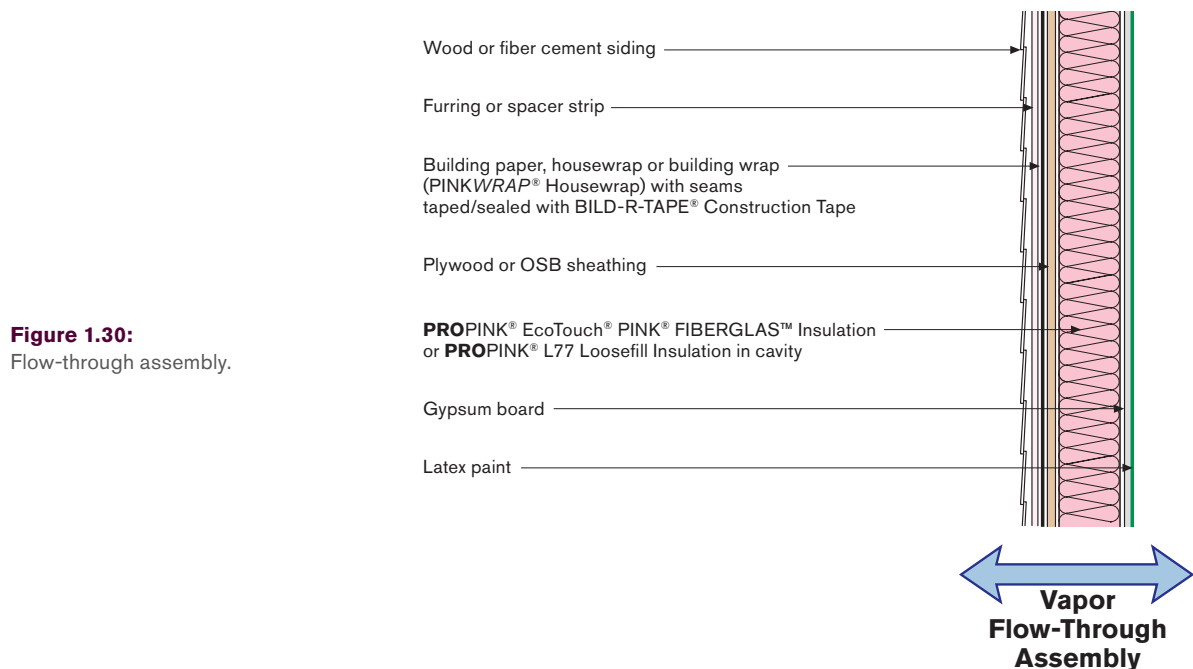 Wood or fiber cement siding
Furring or spacer strip
Building paper, housewrap or building wrap
(PINKWRAP® Housewrap) with seams
taped/sealed with BILD-R-TAPE® Construction Tape
Plywood or OSB sheathing
Figure 1.30:
Flow-through assembly.
PROPINK® EcoTouch® PINK® FIBERGLAS™ Insulation
or PROPINK® L77 Loosefill Insulation in cavity
Gypsum board
Latex paint
Vapor
Flow-Through
Assembly